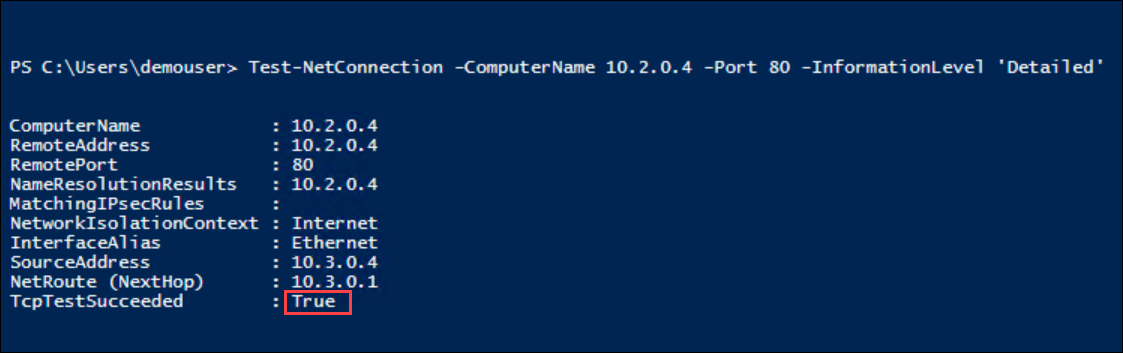 PS C:\Users\demouser> Test-NetConnection -ComputerName 10.2.0.4 -Port 80 -InformationLevel 'Detailed'
ComputerName : 10.2.0.4
RemoteAddress : 10.2.0.4
RemotePort : 80
NameResolutionResults : 10.2.0.4
MatchingIPsecRules :
NetworkIsolationContext : Internet
InterfaceAlias : Ethernet
SourceAddress : 10.3.0.4
NetRoute (NextHop) : 10.3.0.1
TcpTestSucceeded : True